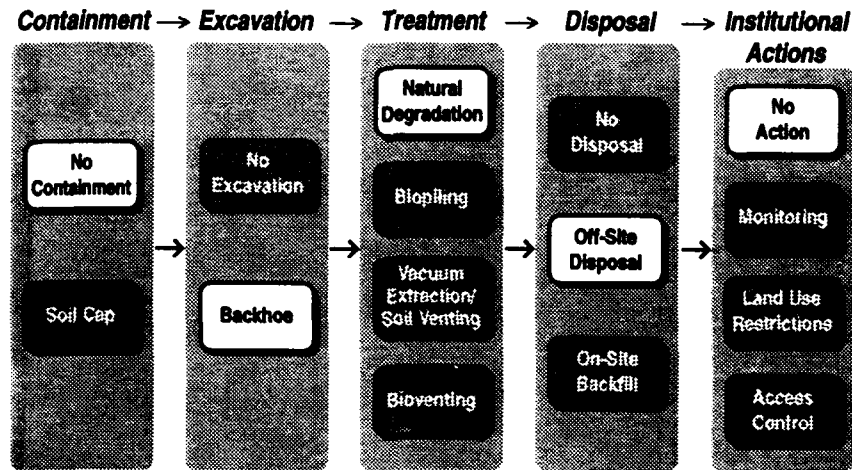 Containment → Excavation → Treatment → Disposal → Institutional
Actions
No
Containment
Soil Cap
No
Excavation
Backhoe
Natural
Degradation
Biopiling
Vacuum
Extraction/
Soil Venting
Bioventing
No
Disposal
Off-Site
Disposal
On-Site
Backfill
No
Action
Monitoring
Land Use
Restrictions
Access
Control